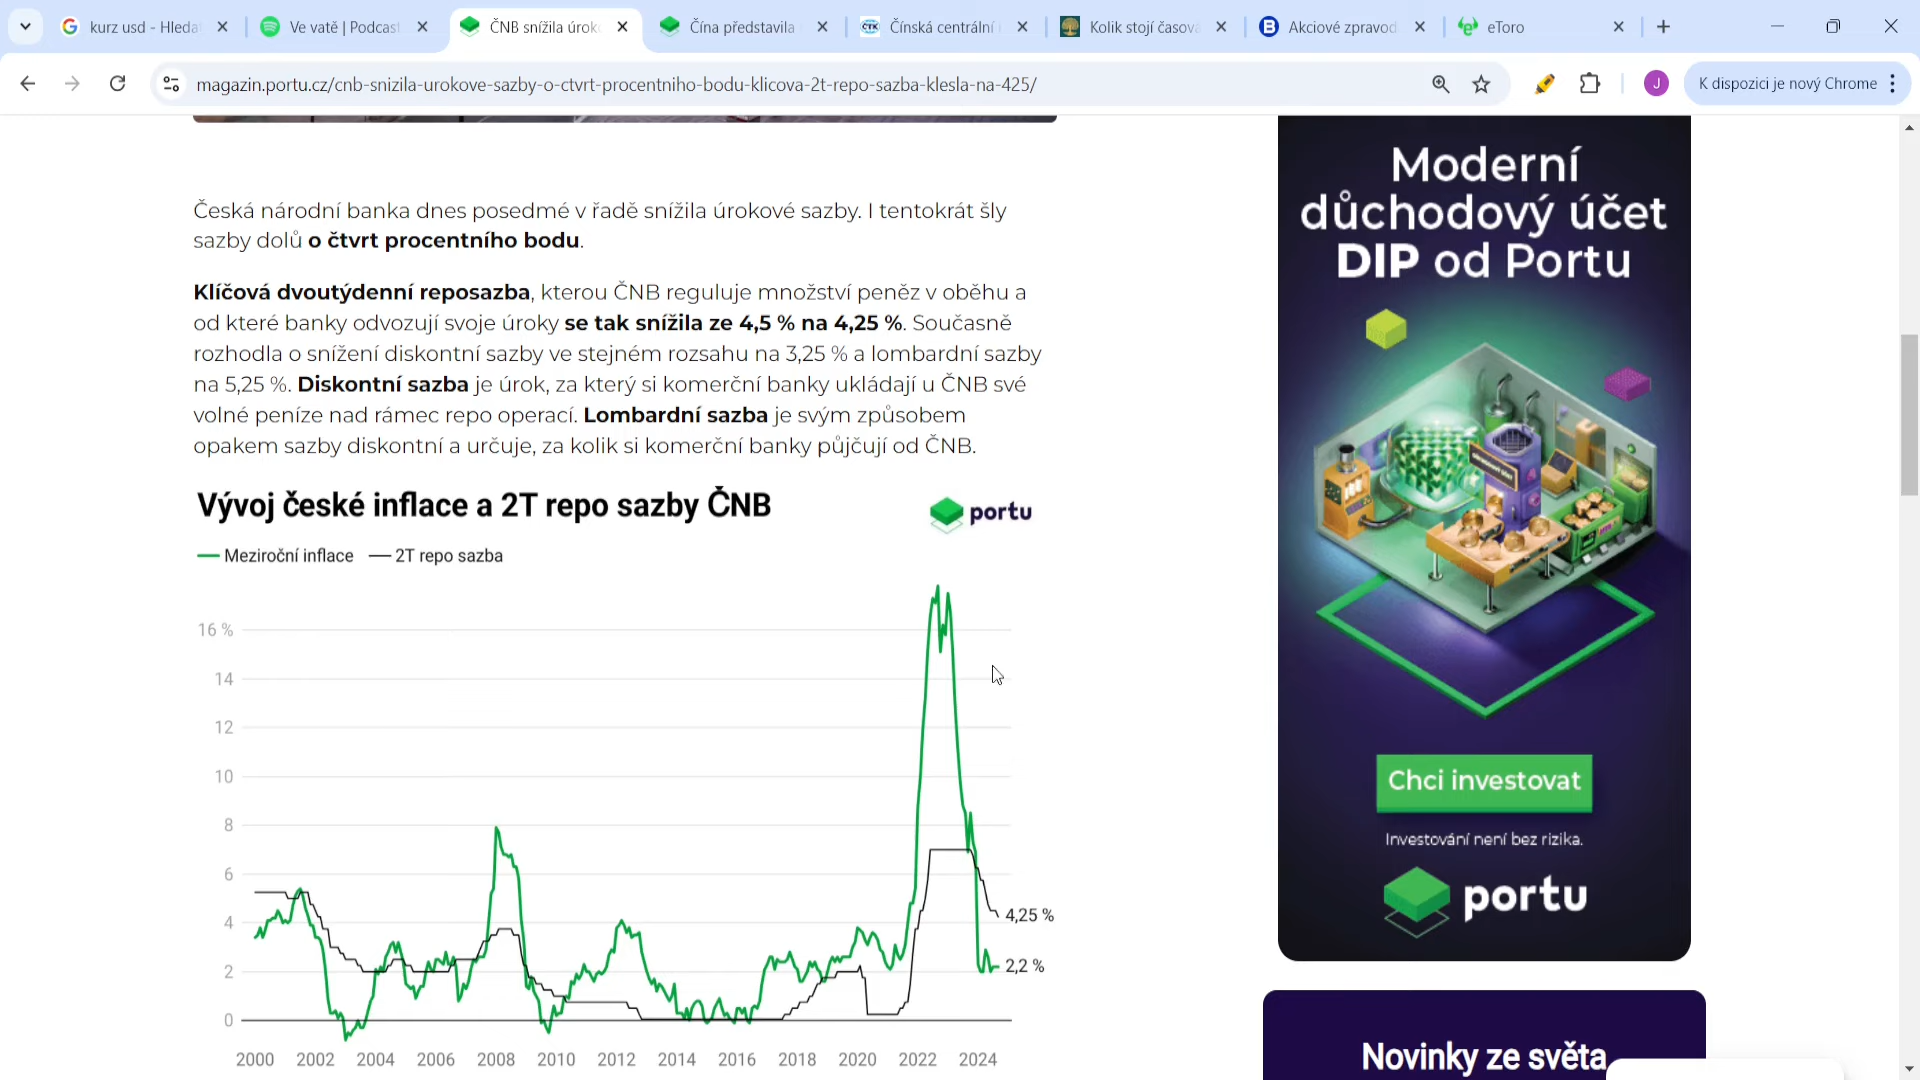 kurz usd - Hleda
Ve vatě | Podcast
ČNB snížila úrok
Čína představila
ČTK
Čínská centrální
Kolik stojí časova
B
Akciové zpravod
eToro
magazin.portu.cz/cnb-snizila-urokove-sazby-o-ctvrt-procentniho-bodu-klicova-2t-repo-sazba-klesla-na-425/
J
K dispozici je nový Chrome
Česká národní banka dnes posedmé v řadě snížila úrokové sazby. I tentokrát šly
sazby dolů o čtvrt procentního bodu.
Klíčová dvoutýdenní reposazba, kterou ČNB reguluje množství peněz v oběhu a
od které banky odvozují svoje úroky se tak snížila ze 4,5 % na 4,25 %. Současně
rozhodla o snížení diskontní sazby ve stejném rozsahu na 3,25 % a lombardní sazby
na 5,25 %. Diskontní sazba je úrok, za který si komerční banky ukládají u ČNB své
volné peníze nad rámec repo operací. Lombardní sazba je svým způsobem
opakem sazby diskontní a určuje, za kolik si komerční banky půjčují od ČNB.
Vývoj české inflace a 2T repo sazby ČNB
portu
Meziroční inflace 2T repo sazba
16 %
14
12
10
8
6
4
2
0
4,25 %
2,2 %
2000 2002 2004 2006 2008 2010 2012 2014 2016 2018 2020 2022 2024
Moderní
důchodový účet
DIP od Portu
Chci investovat
Investování není bez rizika.
portu
Novinky ze světa